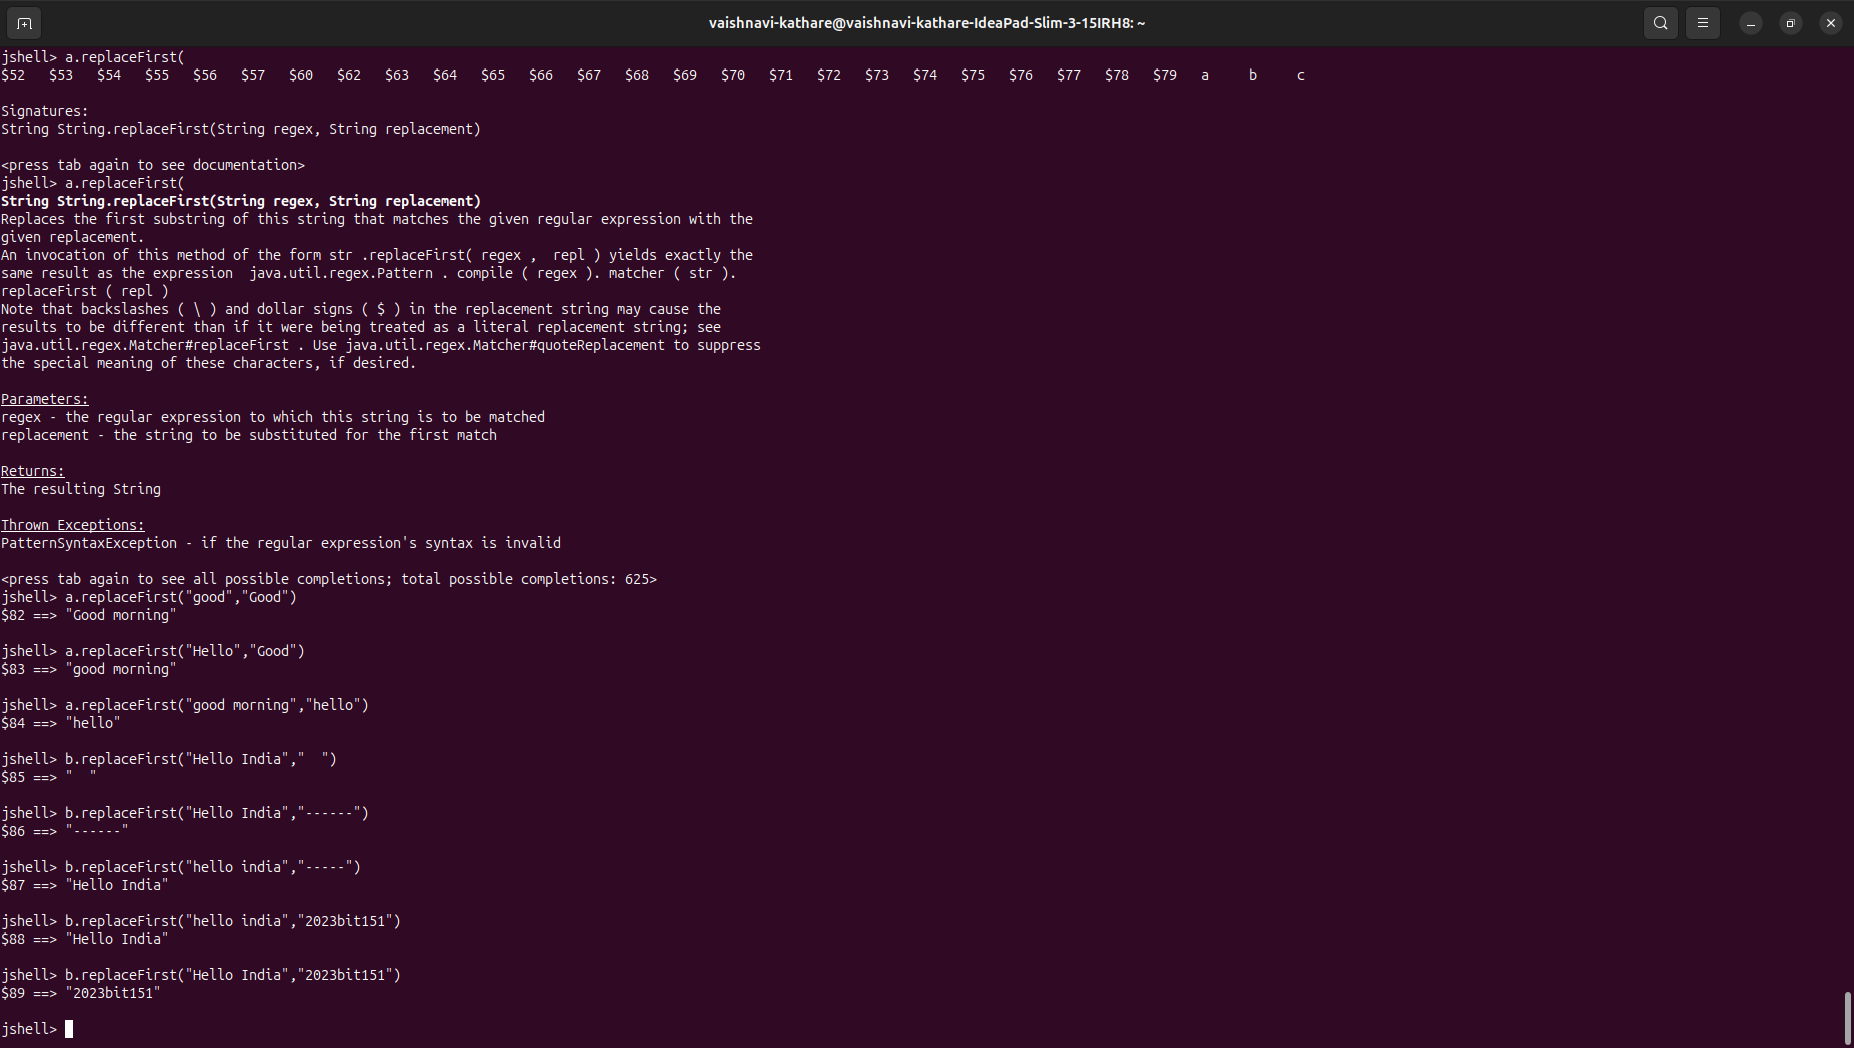 vaishnavi-kathare@vaishnavi-kathare-IdeaPad-Slim-3-15IRH8: ~
jshell> a.replaceFirst(
$52   $53   $54   $55   $56   $57   $60   $62   $63   $64   $65   $66   $67   $68   $69   $70   $71   $72   $73   $74   $75   $76   $77   $78   $79   a     b     c
Signatures:
String String.replaceFirst(String regex, String replacement)
<press tab again to see documentation>
jshell> a.replaceFirst(
String String.replaceFirst(String regex, String replacement)
Replaces the first substring of this string that matches the given regular expression with the
given replacement.
An invocation of this method of the form str .replaceFirst( regex ,  repl ) yields exactly the
same result as the expression  java.util.regex.Pattern . compile ( regex ). matcher ( str ).
replaceFirst ( repl )
Note that backslashes ( \ ) and dollar signs ( $ ) in the replacement string may cause the
results to be different than if it were being treated as a literal replacement string; see
java.util.regex.Matcher#replaceFirst . Use java.util.regex.Matcher#quoteReplacement to suppress
the special meaning of these characters, if desired.
Parameters:
regex - the regular expression to which this string is to be matched
replacement - the string to be substituted for the first match
Returns:
The resulting String
Thrown Exceptions:
PatternSyntaxException - if the regular expression's syntax is invalid
<press tab again to see all possible completions; total possible completions: 625>
jshell> a.replaceFirst("good","Good")
$82 ==> "Good morning"
jshell> a.replaceFirst("Hello","Good")
$83 ==> "good morning"
jshell> a.replaceFirst("good morning","hello")
$84 ==> "hello"
jshell> b.replaceFirst("Hello India","  ")
$85 ==> "  "
jshell> b.replaceFirst("Hello India","------")
$86 ==> "------"
jshell> b.replaceFirst("hello india","-----")
$87 ==> "Hello India"
jshell> b.replaceFirst("hello india","2023bit151")
$88 ==> "Hello India"
jshell> b.replaceFirst("Hello India","2023bit151")
$89 ==> "2023bit151"
jshell>